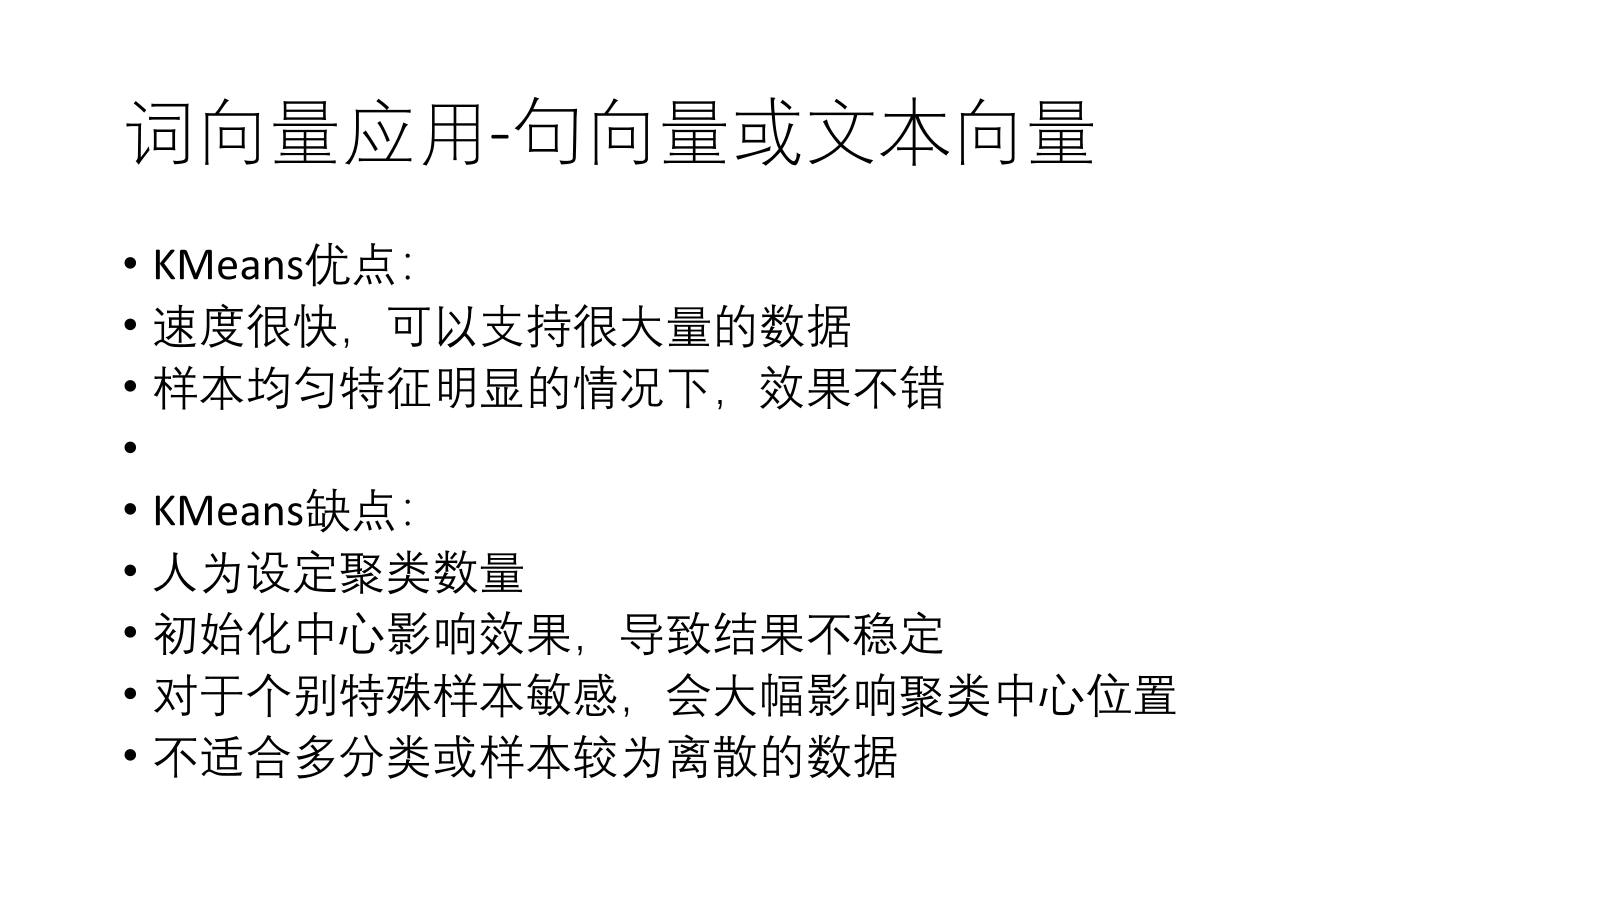 词向量应用-句向量或文本向量
• KMeans优点：
• 速度很快，可以支持很大量的数据
• 样本均匀特征明显的情况下，效果不错
•
• KMeans缺点：
• 人为设定聚类数量
• 初始化中心影响效果，导致结果不稳定
• 对于个别特殊样本敏感，会大幅影响聚类中心位置
• 不适合多分类或样本较为离散的数据